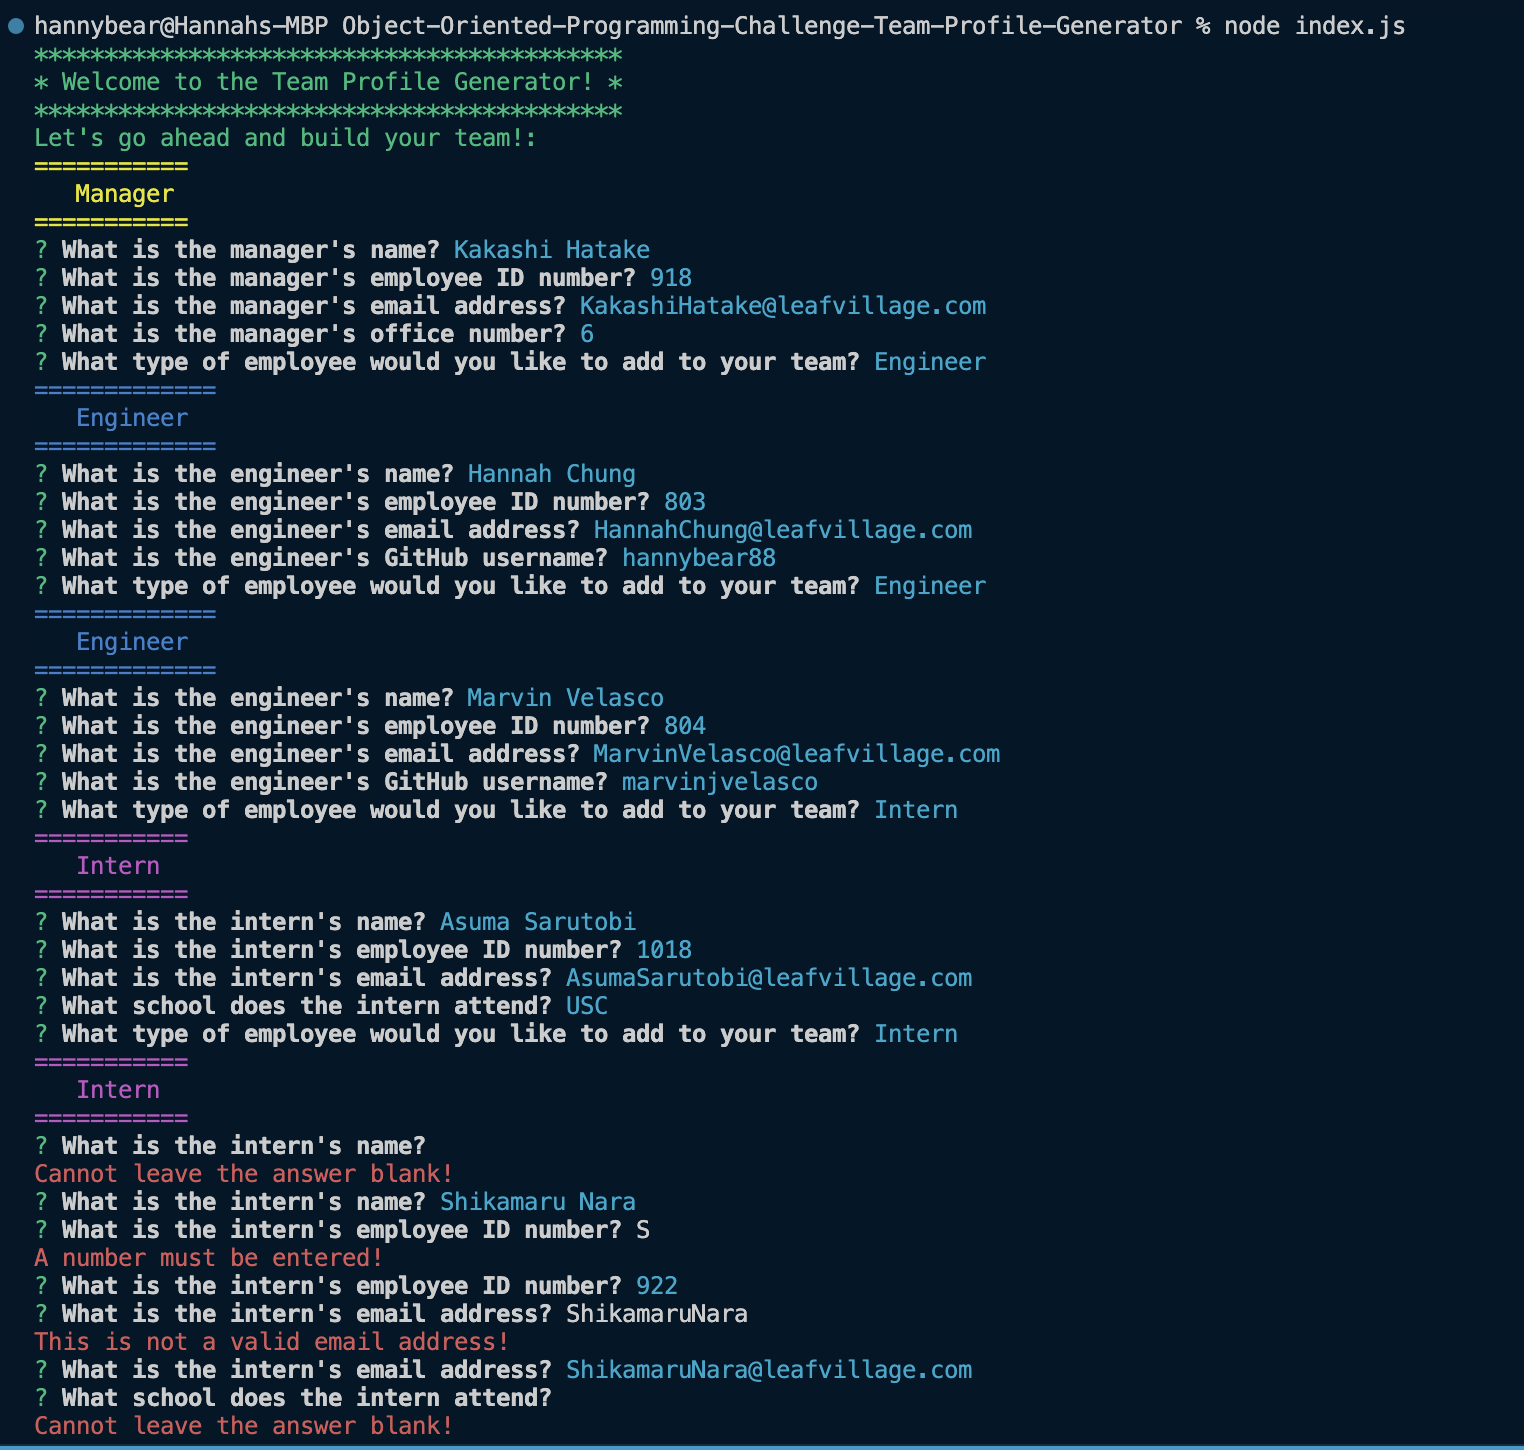 hannybear@Hannahs-MBP Object-Oriented-Programming-Challenge-Team-Profile-Generator % node index.js
******************************************
* Welcome to the Team Profile Generator! *
******************************************
Let's go ahead and build your team!:
===========
   Manager
===========
? What is the manager's name? Kakashi Hatake
? What is the manager's employee ID number? 918
? What is the manager's email address? KakashiHatake@leafvillage.com
? What is the manager's office number? 6
? What type of employee would you like to add to your team? Engineer
=============
   Engineer
=============
? What is the engineer's name? Hannah Chung
? What is the engineer's employee ID number? 803
? What is the engineer's email address? HannahChung@leafvillage.com
? What is the engineer's GitHub username? hannybear88
? What type of employee would you like to add to your team? Engineer
=============
   Engineer
=============
? What is the engineer's name? Marvin Velasco
? What is the engineer's employee ID number? 804
? What is the engineer's email address? MarvinVelasco@leafvillage.com
? What is the engineer's GitHub username? marvinjvelasco
? What type of employee would you like to add to your team? Intern
===========
   Intern
===========
? What is the intern's name? Asuma Sarutobi
? What is the intern's employee ID number? 1018
? What is the intern's email address? AsumaSarutobi@leafvillage.com
? What school does the intern attend? USC
? What type of employee would you like to add to your team? Intern
===========
   Intern
===========
? What is the intern's name?
Cannot leave the answer blank!
? What is the intern's name? Shikamaru Nara
? What is the intern's employee ID number? S
A number must be entered!
? What is the intern's employee ID number? 922
? What is the intern's email address? ShikamaruNara
This is not a valid email address!
? What is the intern's email address? ShikamaruNara@leafvillage.com
? What school does the intern attend?
Cannot leave the answer blank!